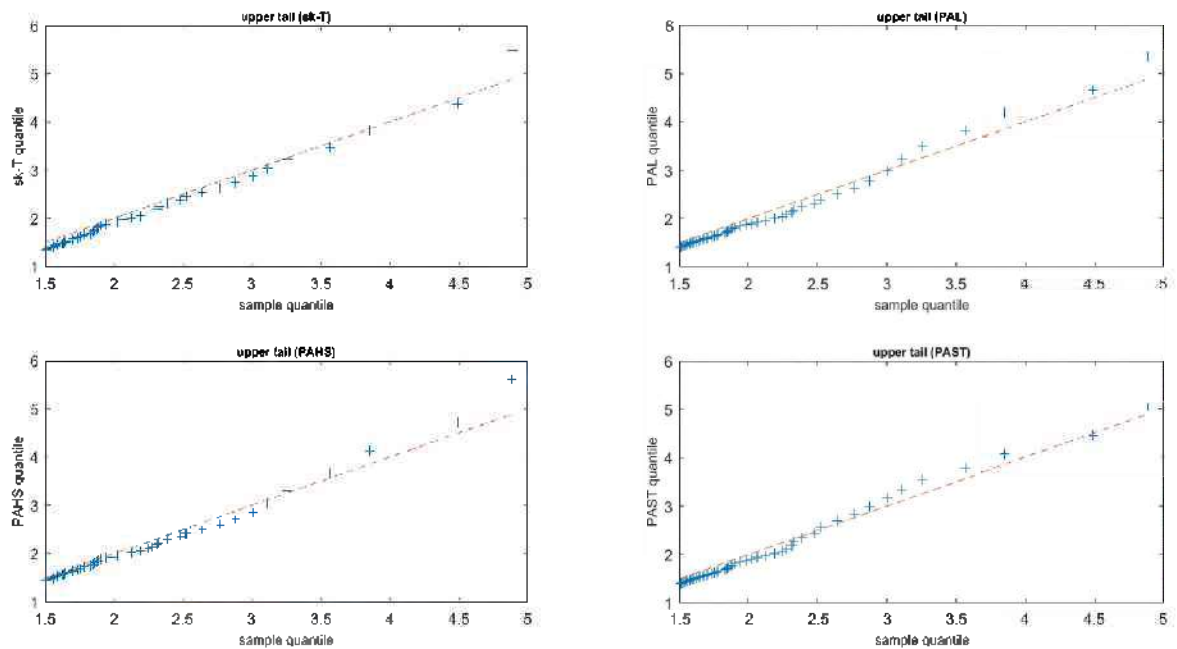 upper tail (sk-T)
sk-T quantile
6
5
4
3
2
1
1.5 2 2.5 3 3.5 4 4.5 5
sample quantile
upper tail (PAL)
PAL quantile
6
5
4
3
2
1
1.5 2 2.5 3 3.5 4 4.5 5
sample quantile
upper tail (PAHS)
PAHS quantile
6
5
4
3
2
1
1.5 2 2.5 3 3.5 4 4.5 5
sample quantile
upper tail (PAST)
PAST quantile
6
5
4
3
2
1
1.5 2 2.5 3 3.5 4 4.5 5
sample quantile